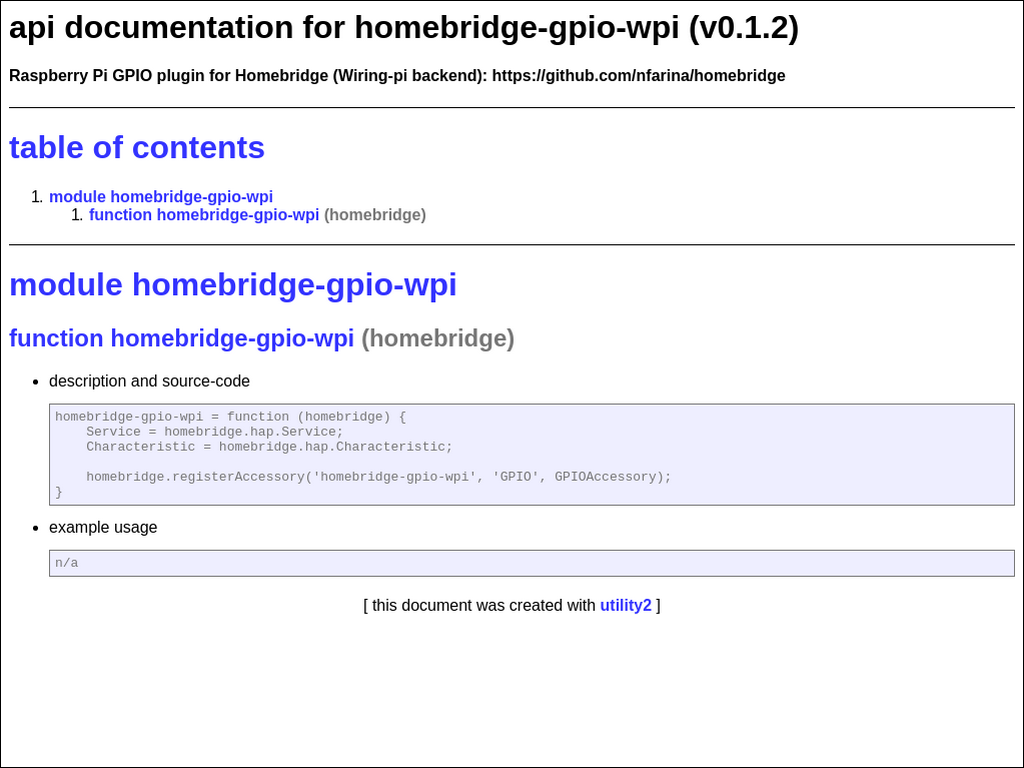 api documentation for homebridge-gpio-wpi (v0.1.2)
Raspberry Pi GPIO plugin for Homebridge (Wiring-pi backend): https://github.com/nfarina/homebridge
table of contents
1. module homebridge-gpio-wpi
1. function homebridge-gpio-wpi (homebridge)
module homebridge-gpio-wpi
function homebridge-gpio-wpi (homebridge)
• description and source-code
homebridge-gpio-wpi = function (homebridge) {
    Service = homebridge.hap.Service;
    Characteristic = homebridge.hap.Characteristic;
    homebridge.registerAccessory('homebridge-gpio-wpi', 'GPIO', GPIOAccessory);
}
• example usage
n/a
[ this document was created with utility2 ]